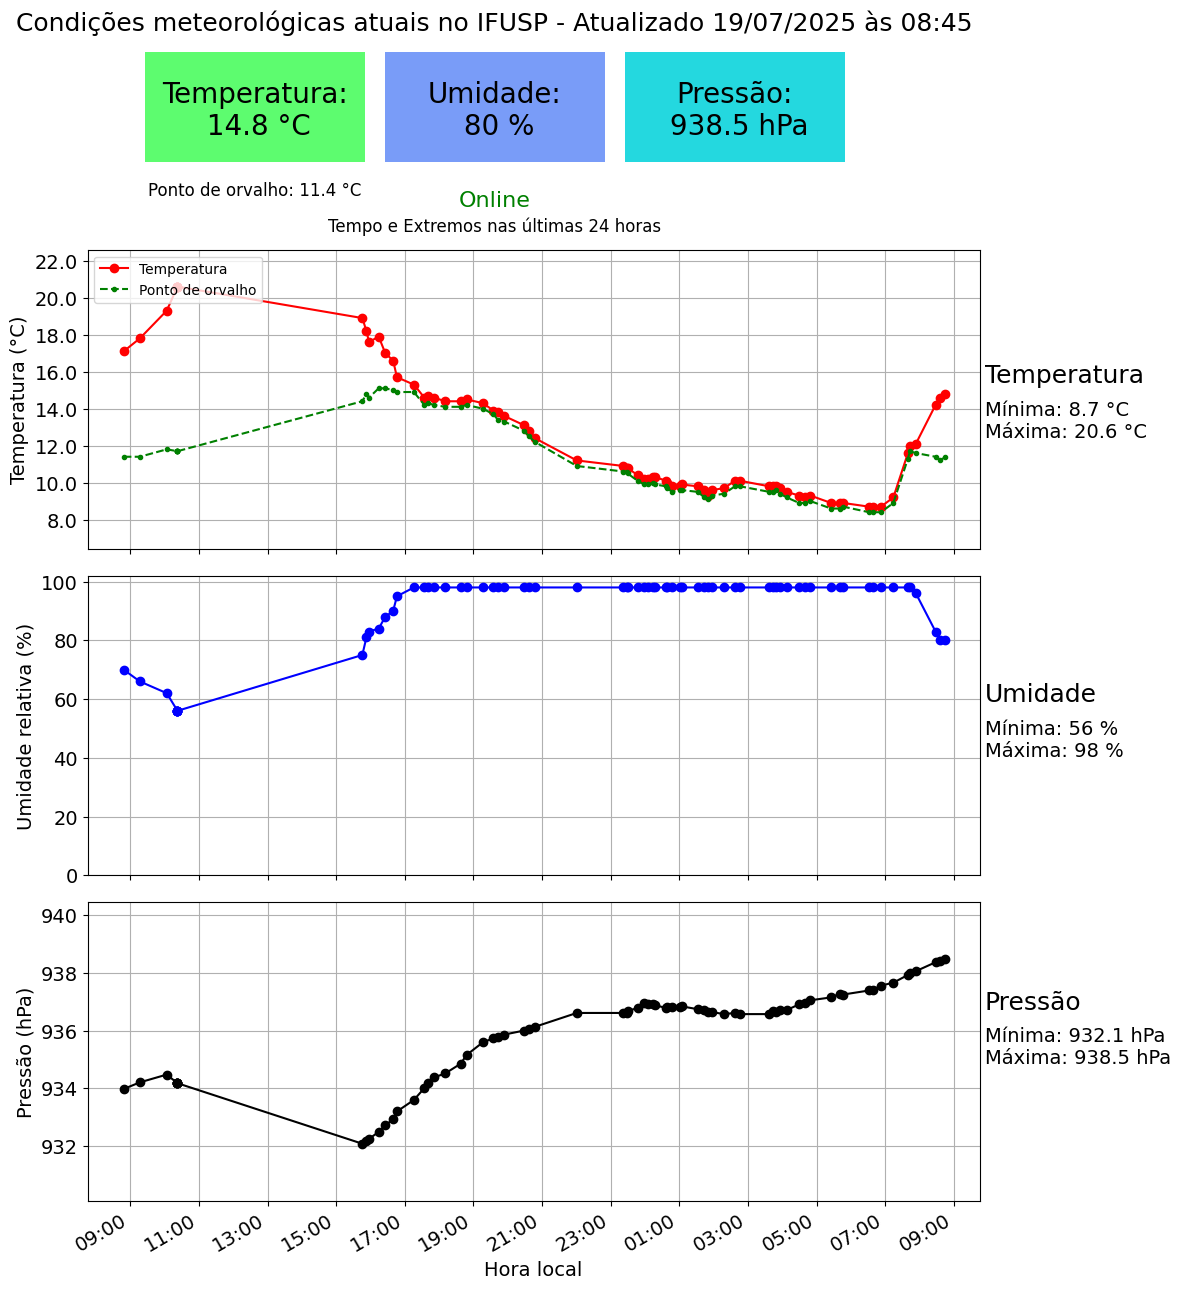 Condições meteorológicas atuais no IFUSP - Atualizado 19/07/2025 às 08:45
Temperatura:
14.8 °C
Umidade:
80 %
Pressão:
938.5 hPa
Ponto de orvalho: 11.4 °C
Online
Tempo e Extremos nas últimas 24 horas
Temperatura (°C)
22.0
20.0
18.0
16.0
14.0
12.0
10.0
8.0
Temperatura
Ponto de orvalho
Temperatura
Mínima: 8.7 °C
Máxima: 20.6 °C
Umidade relativa (%)
100
80
60
40
20
0
Umidade
Mínima: 56 %
Máxima: 98 %
Pressão (hPa)
940
938
936
934
932
Pressão
Mínima: 932.1 hPa
Máxima: 938.5 hPa
09:00 11:00 13:00 15:00 17:00 19:00 21:00 23:00 01:00 03:00 05:00 07:00 09:00
Hora local